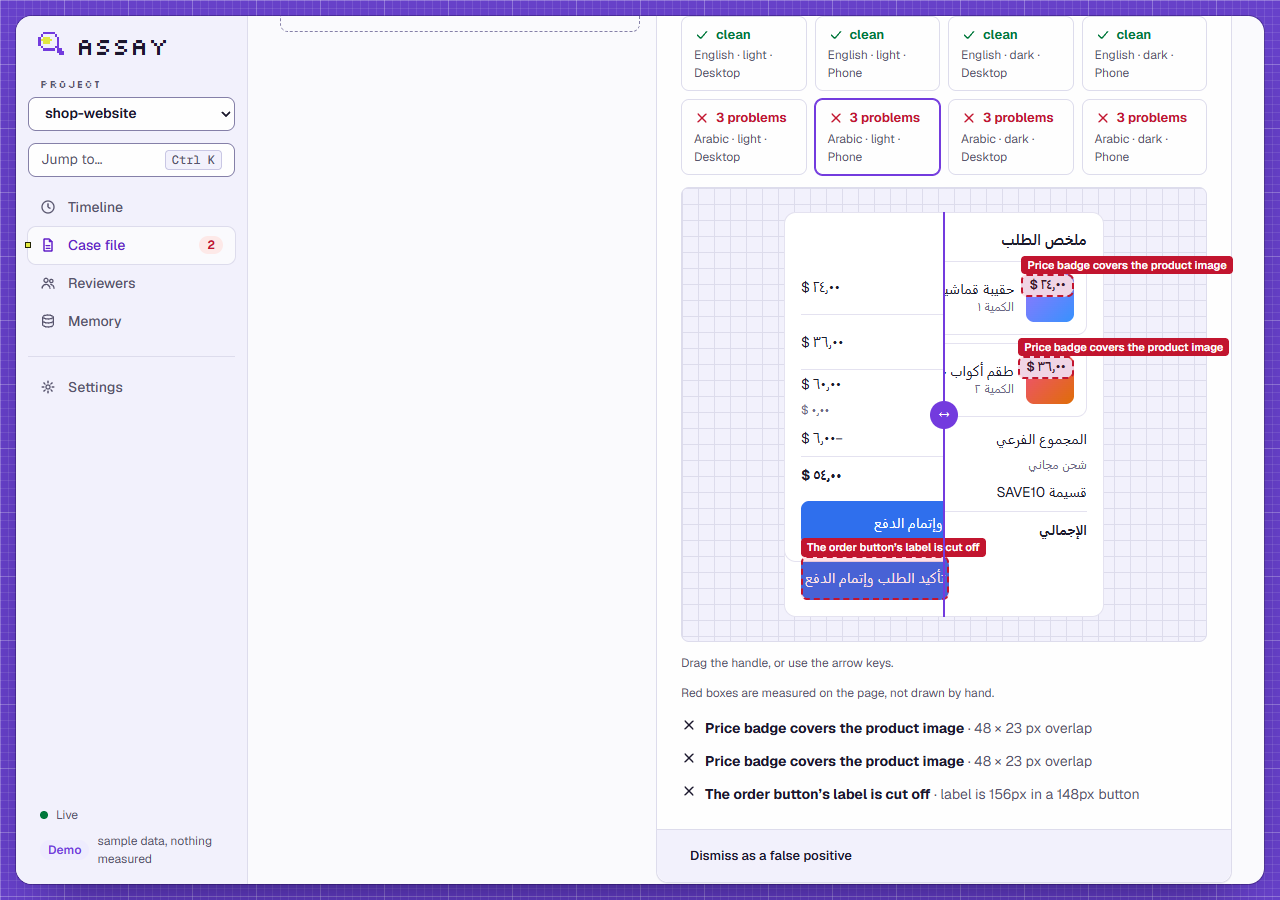 ASSAY
PROJECT
shop-website
Jump to…
Ctrl K
Timeline
Case file
2
Reviewers
Memory
Settings
Live
Demo
sample data, nothing
measured
clean
English · light ·
Desktop
clean
English · light ·
Phone
clean
English · dark ·
Desktop
clean
English · dark ·
Phone
3 problems
Arabic · light ·
Desktop
3 problems
Arabic · light ·
Phone
3 problems
Arabic · dark ·
Desktop
3 problems
Arabic · dark ·
Phone
ملخص الطلب
Price badge covers the product image
$ ٢٤٫٠٠
$ ٢٤٫٠٠
حقيبة قماشي
الكمية ١
Price badge covers the product image
$ ٣٦٫٠٠
$ ٣٦٫٠٠
طقم أكواب
الكمية ٢
$ ٦٠٫٠٠
$ ٠٫٠٠
المجموع الفرعي
$ ٦٫٠٠–
شحن مجاني
$ ٥٤٫٠٠
قسيمة SAVE10
الإجمالي
وإتمام الدفع
The order button’s label is cut off
تأكيد الطلب وإتمام الدفع
Drag the handle, or use the arrow keys.
Red boxes are measured on the page, not drawn by hand.
Price badge covers the product image · 48 × 23 px overlap
Price badge covers the product image · 48 × 23 px overlap
The order button’s label is cut off · label is 156px in a 148px button
Dismiss as a false positive